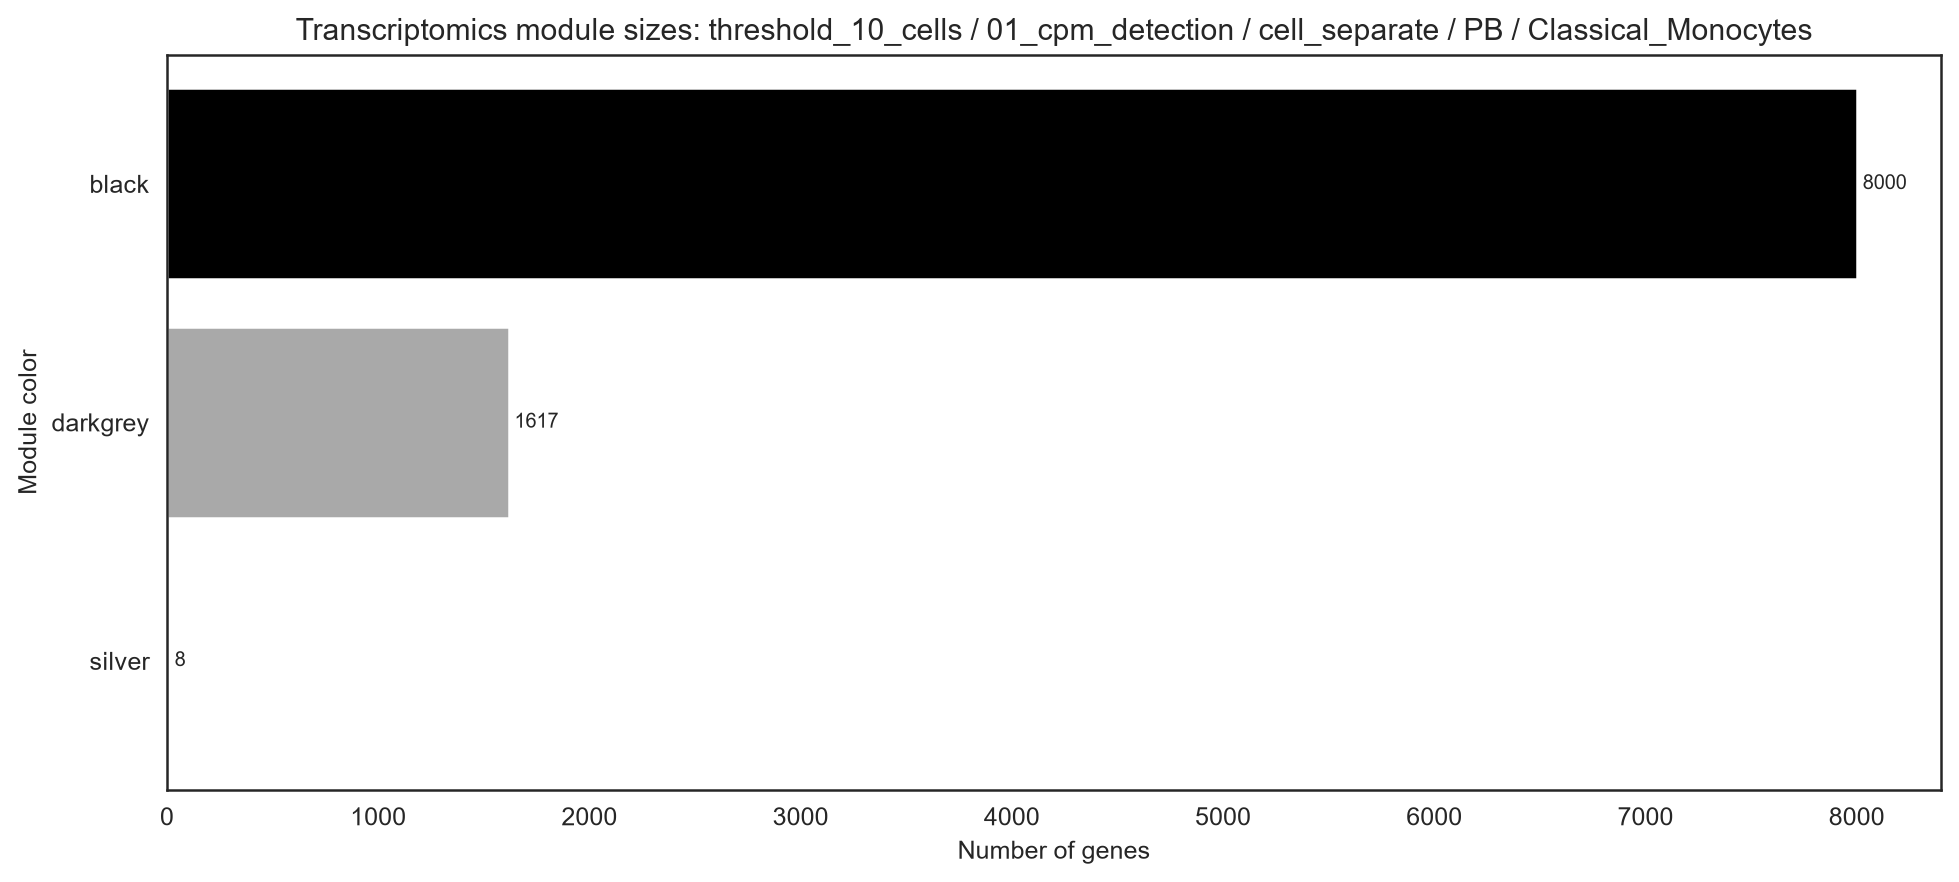 Transcriptomics module sizes: threshold_10_cells / 01_cpm_detection / cell_separate / PB / Classical_Monocytes
black
8000
Module color
darkgrey
1617
silver
8
0 1000 2000 3000 4000 5000 6000 7000 8000
Number of genes